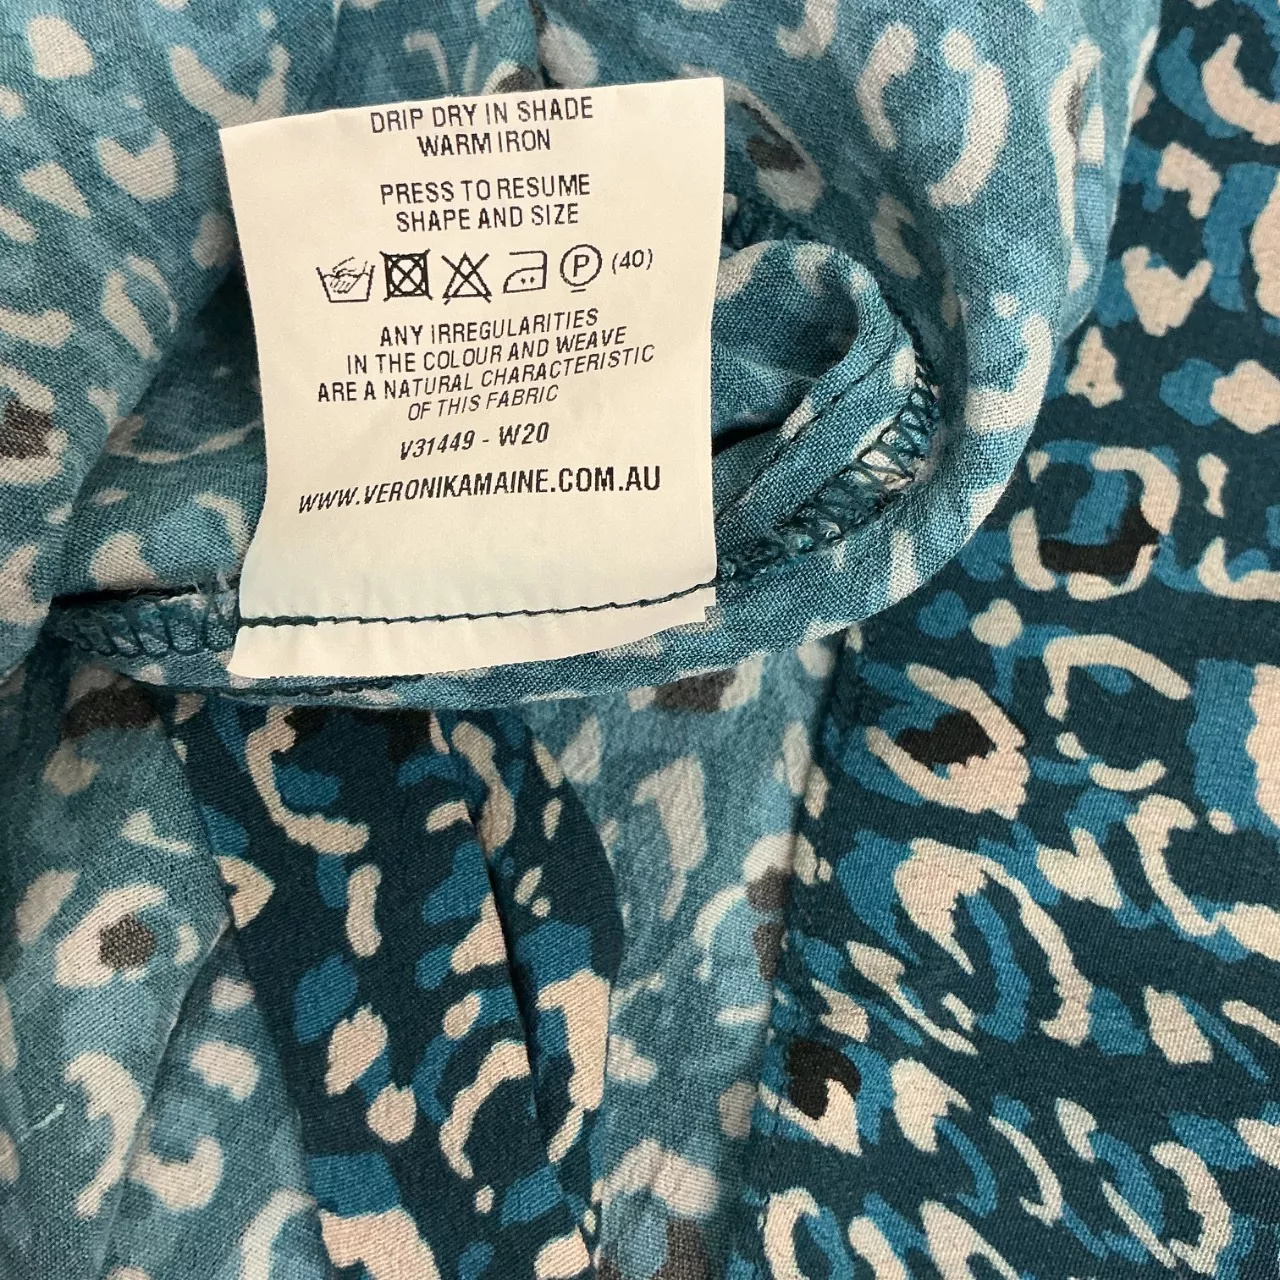 DRIP DRY IN SHADE
WARM IRON
PRESS TO RESUME
SHAPE AND SIZE
P (40)
ANY IRREGULARITIES
IN THE COLOUR AND WEAVE
ARE A NATURAL CHARACTERISTIC
OF THIS FABRIC
V31449 - W20
WWW.VERONIKAMAINE.COM.AU